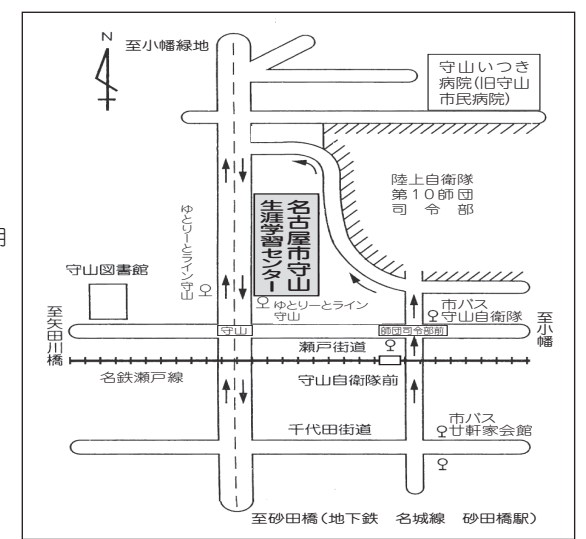 N
至小幡緑地
守山いつき
病院(旧守山
市民病院)
陸上自衛隊
第10師団
司令部
名古屋市守山
生涯学習センター
ゆとりーとライン
守山
守山図書館
ゆとりーとライン
守山
市バス
守山自衛隊
至矢田川橋
守山
師団司令部前
至小幡
瀬戸街道
名鉄瀬戸線
守山自衛隊前
千代田街道
市バス
廿軒家会館
至砂田橋(地下鉄 名城線 砂田橋駅)